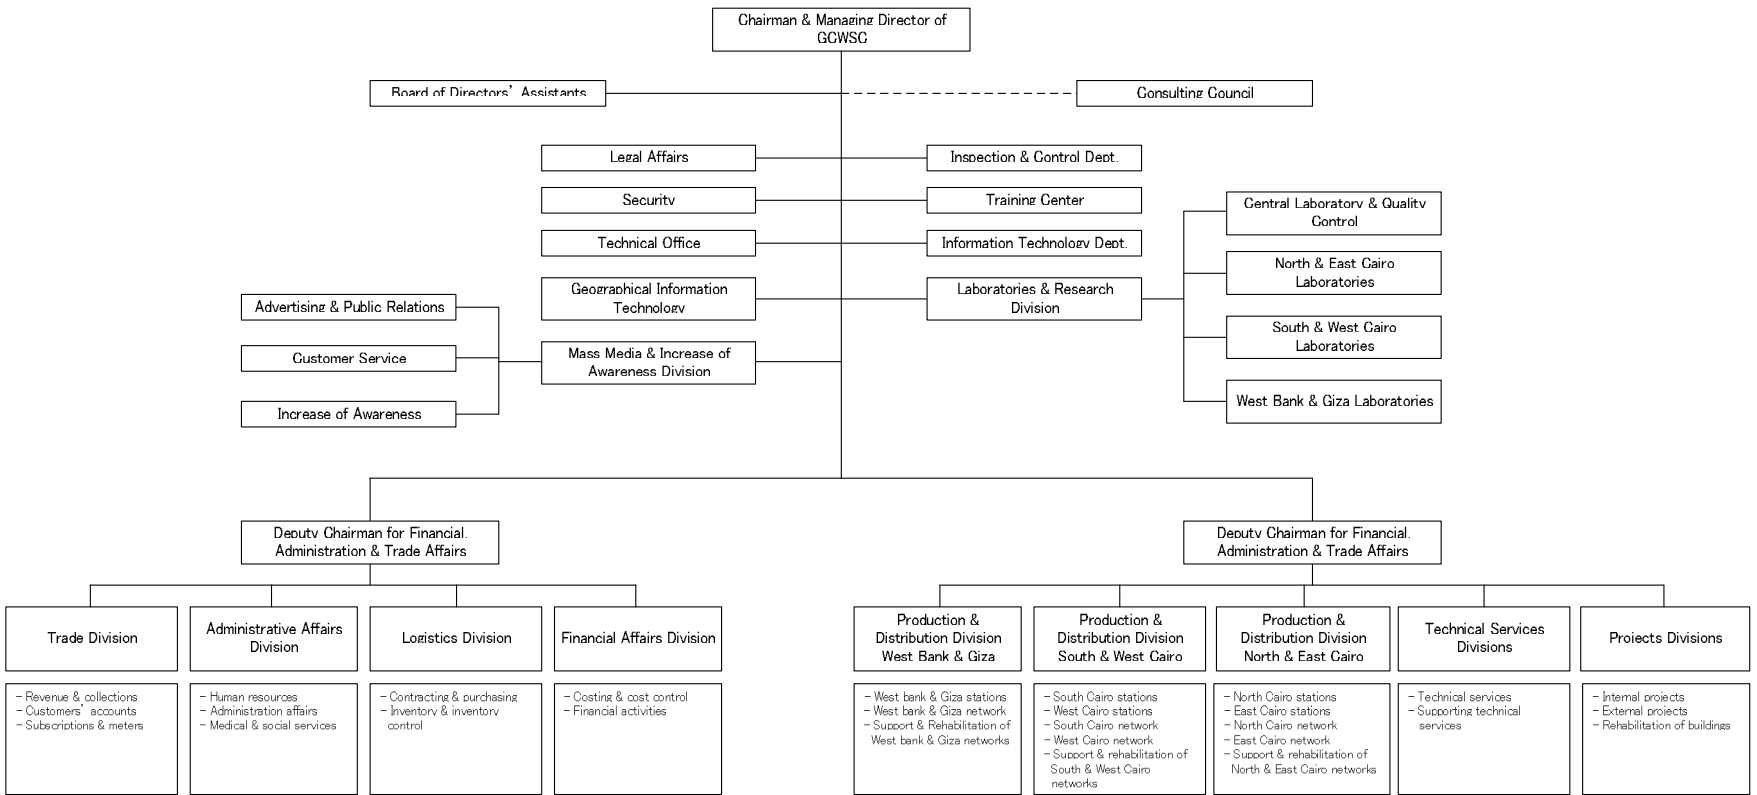 Chairman & Managing Director of
GCWSC
Board of Directors' Assistants
Consulting Council
Legal Affairs
Inspection & Control Dept.
Security
Training Center
Technical Office
Information Technology Dept.
Geographical Information
Technology
Laboratories & Research
Division
Central Laboratory & Quality
Control
North & East Cairo
Laboratories
South & West Cairo
Laboratories
West Bank & Giza Laboratories
Advertising & Public Relations
Customer Service
Increase of Awareness
Mass Media & Increase of
Awareness Division
Deputy Chairman for Financial,
Administration & Trade Affairs
Deputy Chairman for Financial,
Administration & Trade Affairs
Trade Division
Administrative Affairs
Division
Logistics Division
Financial Affairs Division
Production &
Distribution Division
West Bank & Giza
Production &
Distribution Division
South & West Cairo
Production &
Distribution Division
North & East Cairo
Technical Services
Divisions
Projects Divisions
- Revenue & collections
- Customers' accounts
- Subscriptions & meters
- Human resources
- Administration affairs
- Medical & social services
- Contracting & purchasing
- Inventory & inventory
control
- Costing & cost control
- Financial activities
- West bank & Giza stations
- West bank & Giza network
- Support & Rehabilitation of
West bank & Giza networks
- South Cairo stations
- West Cairo stations
- South Cairo network
- West Cairo network
- Support & rehabilitation of
South & West Cairo
networks
- North Cairo stations
- East Cairo stations
- North Cairo network
- East Cairo network
- Support & rehabilitation of
North & East Cairo networks
- Technical services
- Supporting technical
services
- Internal projects
- External projects
- Rehabilitation of buildings